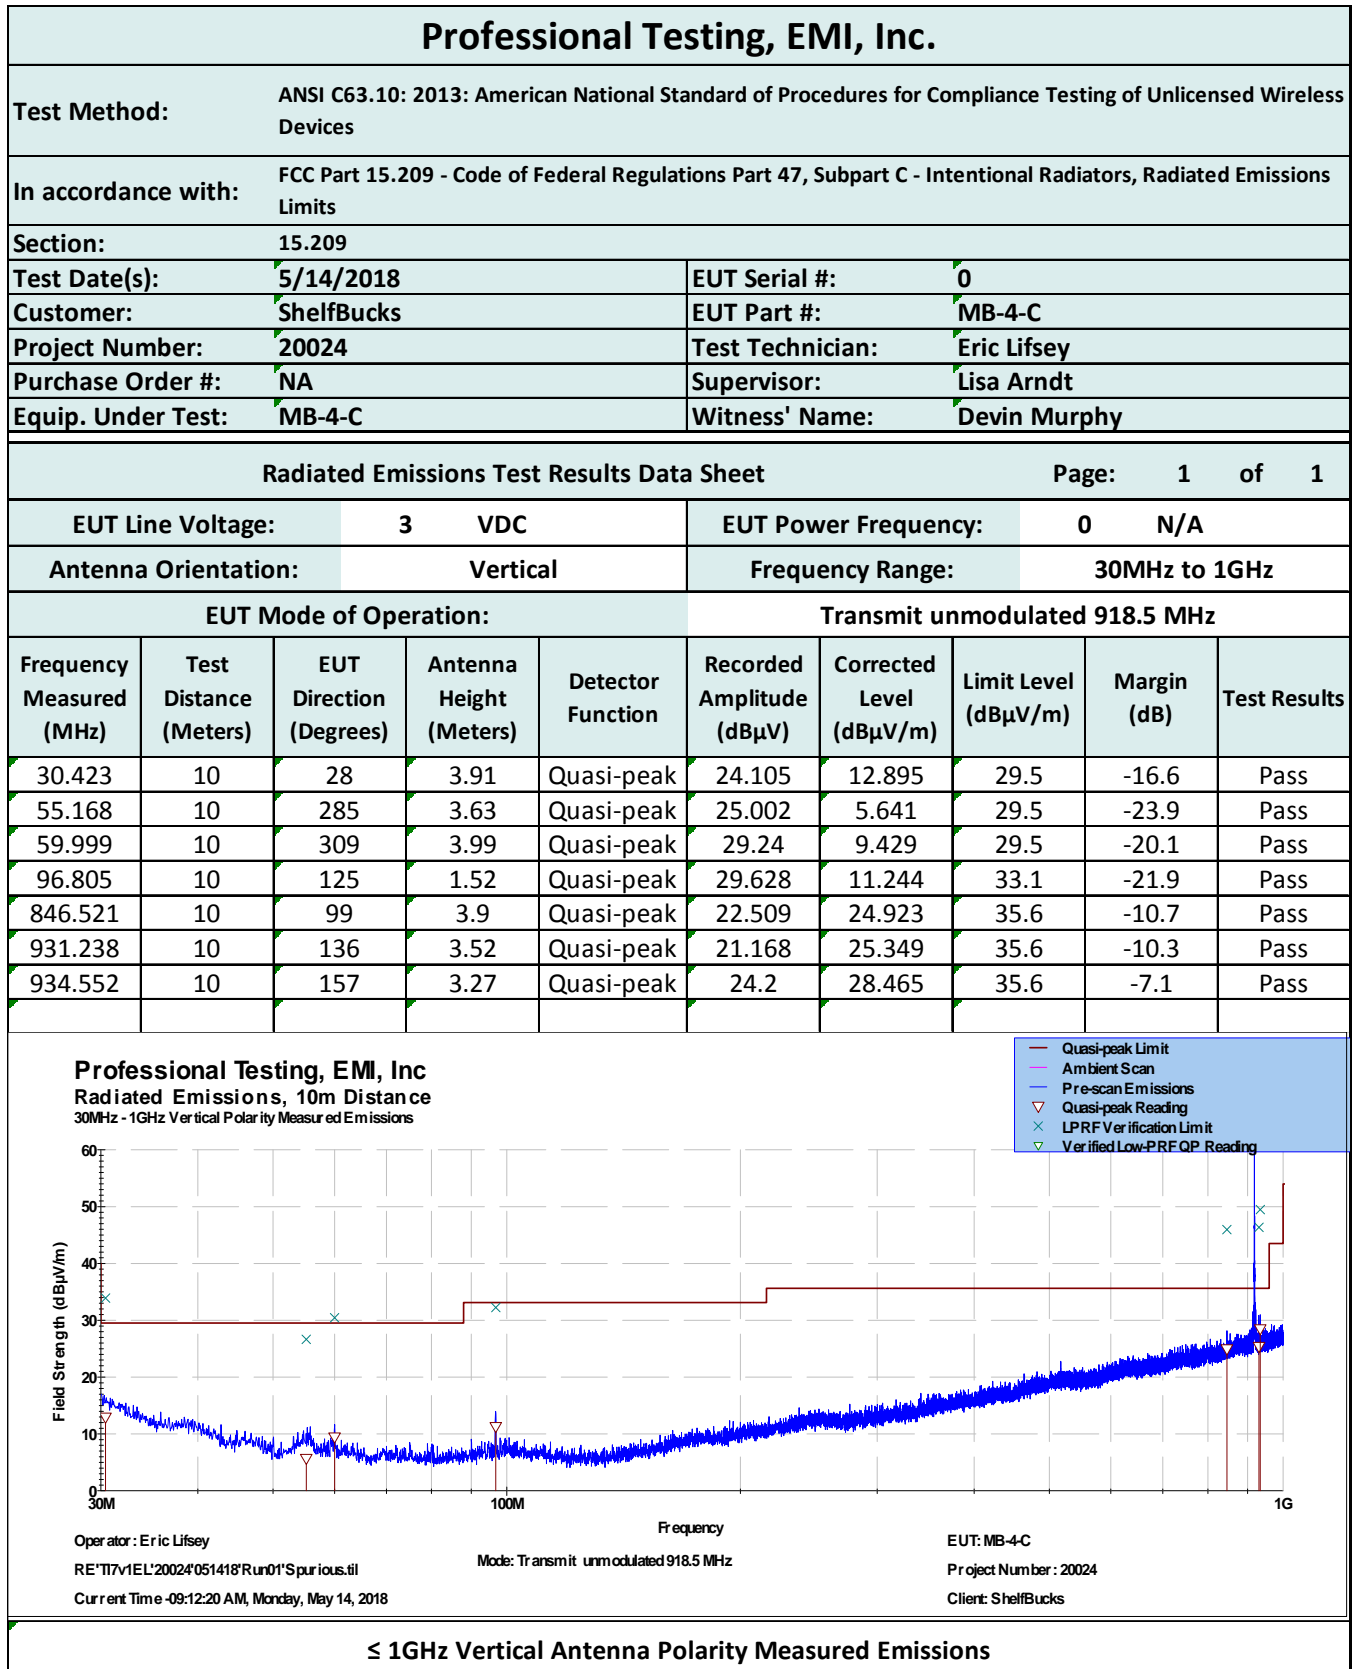 Professional Testing, EMI, Inc.
Test Method: ANSI C63.10: 2013: American National Standard of Procedures for Compliance Testing of Unlicensed Wireless
Devices
In accordance with: FCC Part 15.209 - Code of Federal Regulations Part 47, Subpart C - Intentional Radiators, Radiated Emissions
Limits
Section: 15.209
Test Date(s): 5/14/2018 EUT Serial #: 0
Customer: ShelfBucks EUT Part #: MB-4-C
Project Number: 20024 Test Technician: Eric Lifsey
Purchase Order #: NA Supervisor: Lisa Arndt
Equip. Under Test: MB-4-C Witness' Name: Devin Murphy
Radiated Emissions Test Results Data Sheet Page: 1 of 1
EUT Line Voltage: 3 VDC EUT Power Frequency: 0 N/A
Antenna Orientation: Vertical Frequency Range: 30MHz to 1GHz
EUT Mode of Operation: Transmit unmodulated 918.5 MHz
Frequency Measured (MHz) Test Distance (Meters) EUT Direction (Degrees) Antenna Height (Meters) Detector Function Recorded Amplitude (dBµV) Corrected Level (dBµV/m) Limit Level (dBµV/m) Margin (dB) Test Results
30.423 10 28 3.91 Quasi-peak 24.105 12.895 29.5 -16.6 Pass
55.168 10 285 3.63 Quasi-peak 25.002 5.641 29.5 -23.9 Pass
59.999 10 309 3.99 Quasi-peak 29.24 9.429 29.5 -20.1 Pass
96.805 10 125 1.52 Quasi-peak 29.628 11.244 33.1 -21.9 Pass
846.521 10 99 3.9 Quasi-peak 22.509 24.923 35.6 -10.7 Pass
931.238 10 136 3.52 Quasi-peak 21.168 25.349 35.6 -10.3 Pass
934.552 10 157 3.27 Quasi-peak 24.2 28.465 35.6 -7.1 Pass
Professional Testing, EMI, Inc
Radiated Emissions, 10m Distance
30MHz - 1GHz Vertical Polarity Measured Emissions
Quasi-peak Limit
Ambient Scan
Pre-scan Emissions
Quasi-peak Reading
LPRF Verification Limit
Verified Low-PRF QP Reading
Field Strength (dBµV/m)
60
50
40
30
20
10
0
30M 100M 1G
Frequency
Operator: Eric Lifsey EUT: MB-4-C
RE'TI7v1EL'20024'051418'Run01'Spurious.til Mode: Transmit unmodulated 918.5 MHz Project Number: 20024
Current Time - 09:12:20 AM, Monday, May 14, 2018 Client: ShelfBucks
≤ 1GHz Vertical Antenna Polarity Measured Emissions